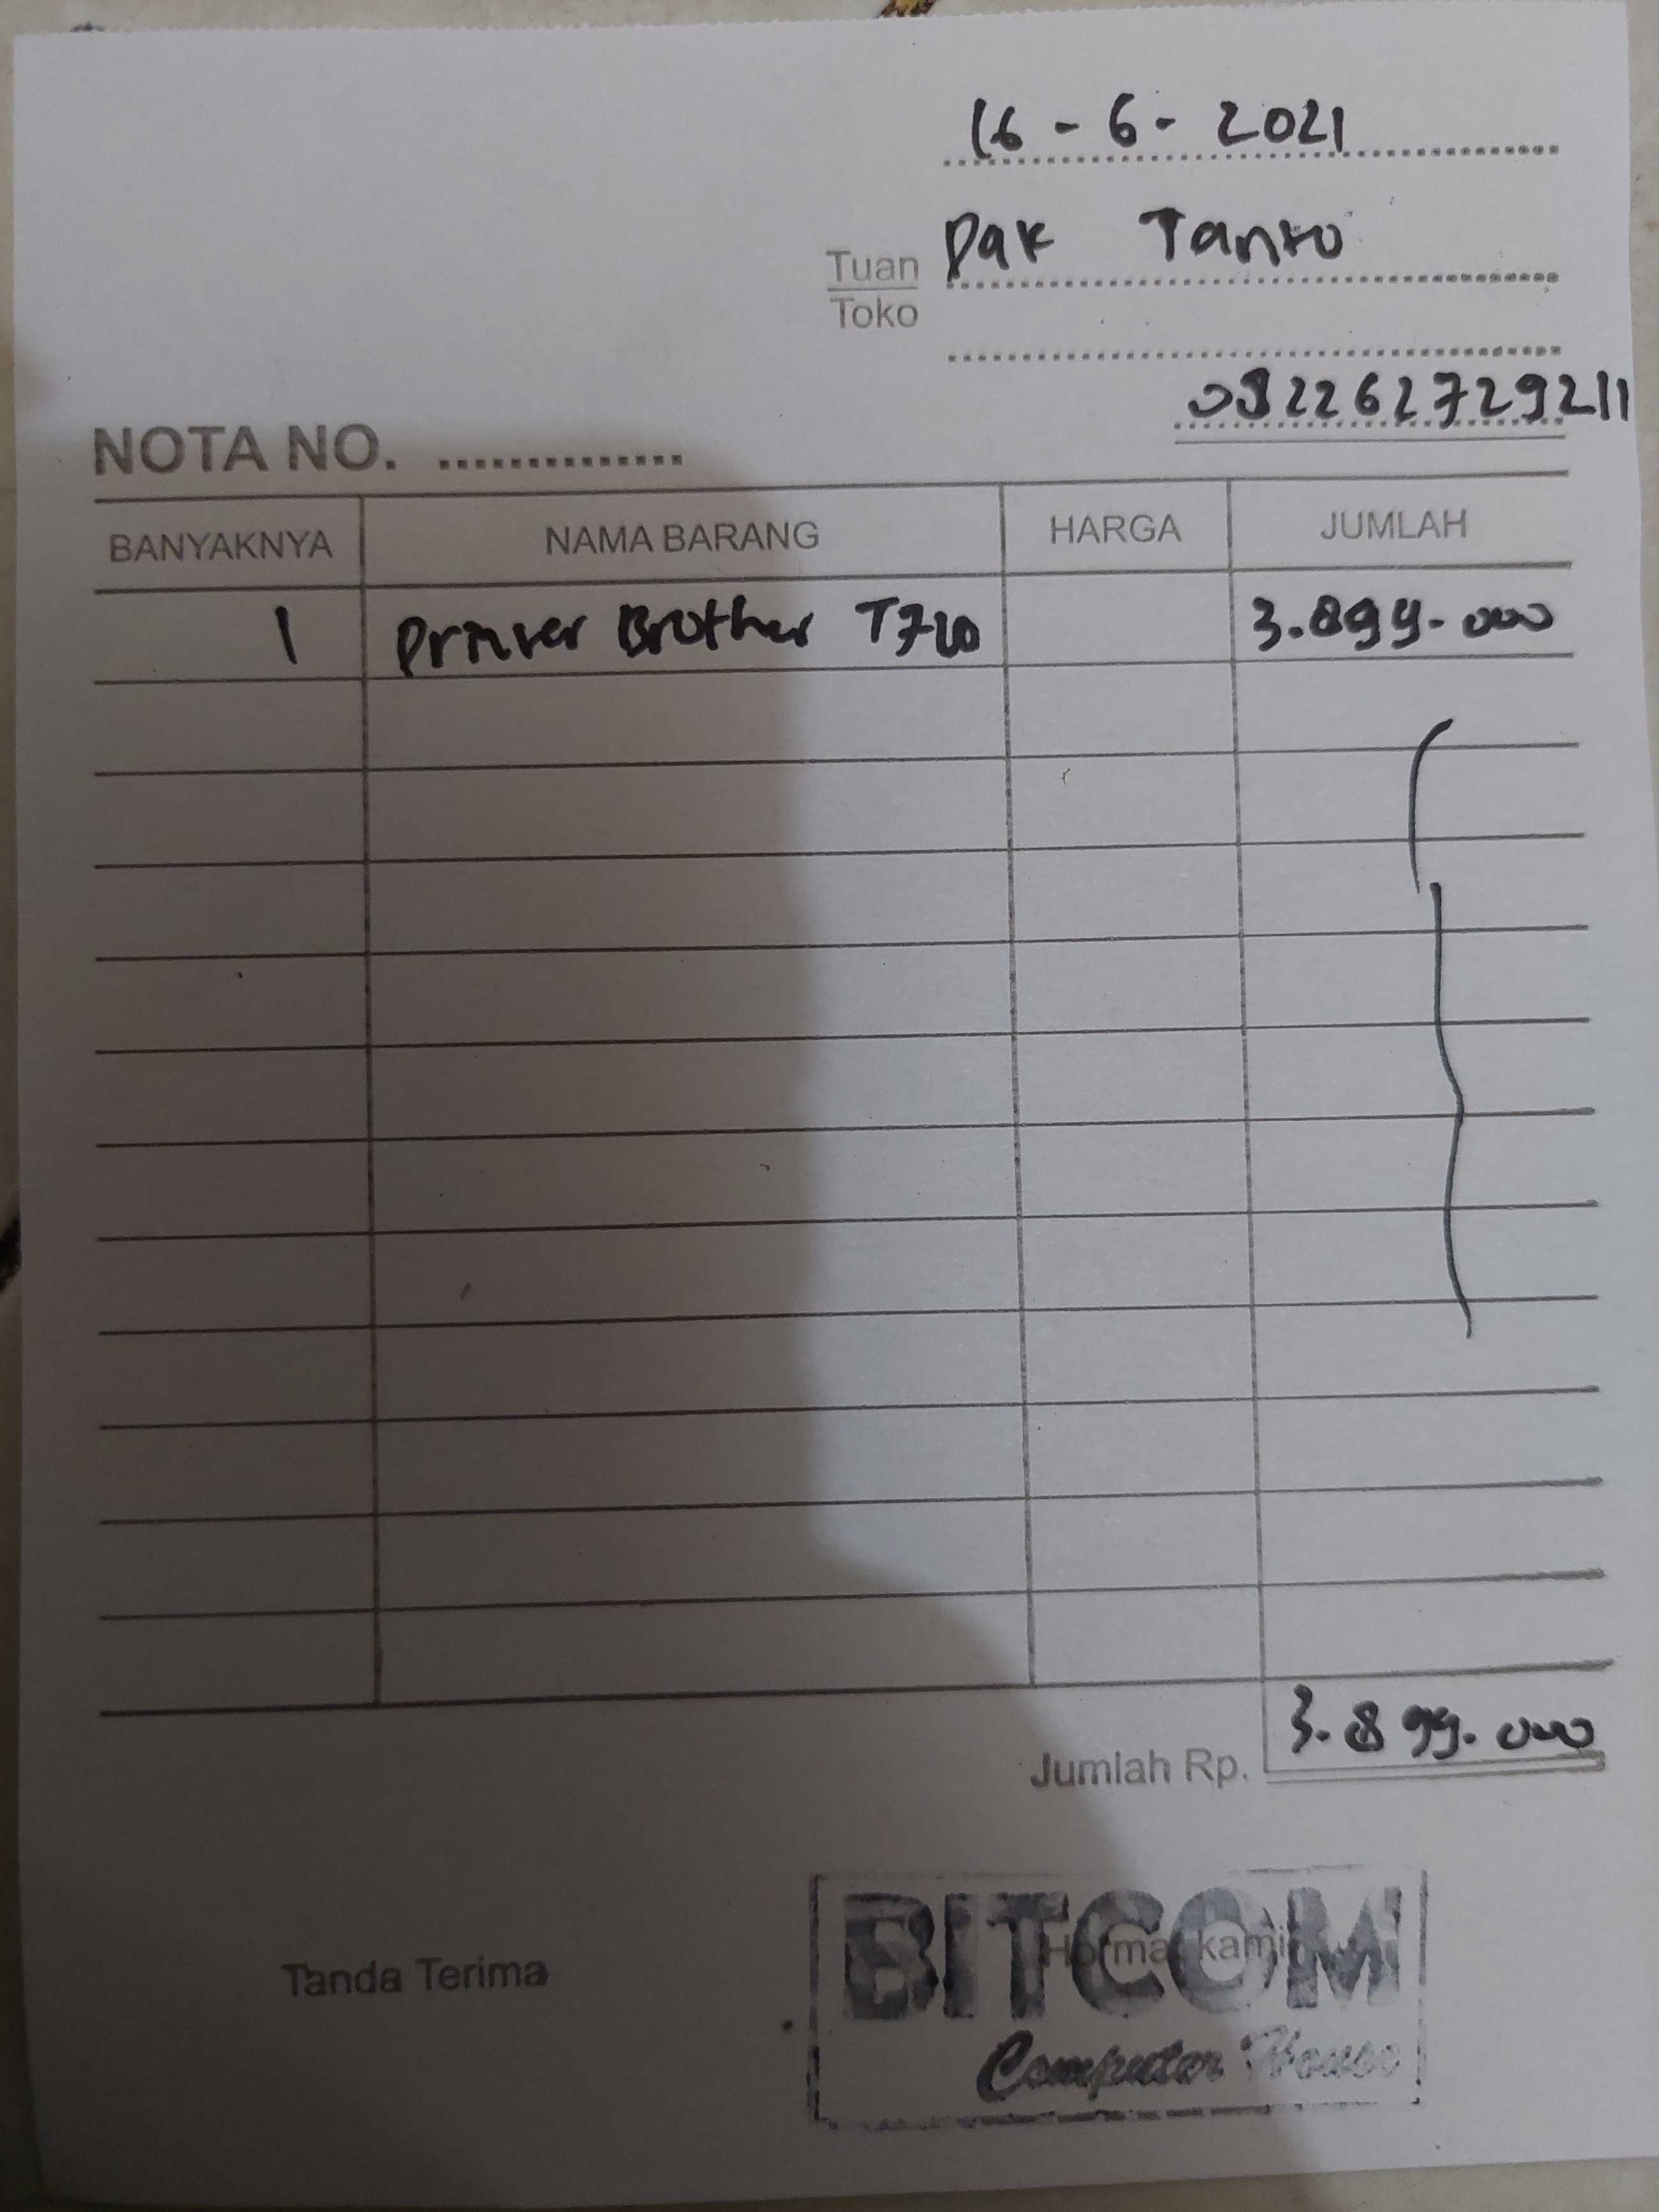 16 - 6 - 2021
Tuan Pak Tanto
Toko
082262729211
NOTA NO. ..............
BANYAKNYA NAMA BARANG HARGA JUMLAH
1 Printer Brother T720 3.899.000
Jumlah Rp. 3.899.000
Tanda Terima Hormat kami
BITCOM
Computer House